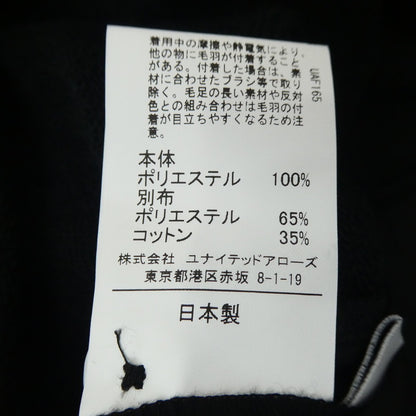 着用中の摩擦や静電気により、
他の物に毛羽が付着すること
がある。付着した場合は、素
材に合わせたブラシ等で取り
除く。毛足の長い素材や反対
色との組み合わせは毛羽の付
着が目立ちやすくなるため注
意。
UAF165
本体
ポリエステル 100%
別布
ポリエステル 65%
コットン 35%
株式会社 ユナイテッドアローズ
東京都港区赤坂 8-1-19
日本製